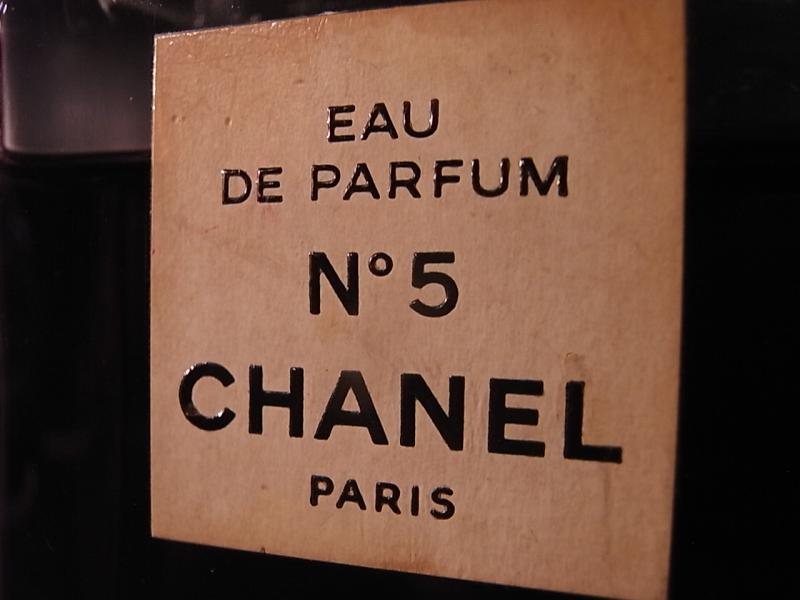 EAU
DE PARFUM
N° 5
CHANEL
PARIS